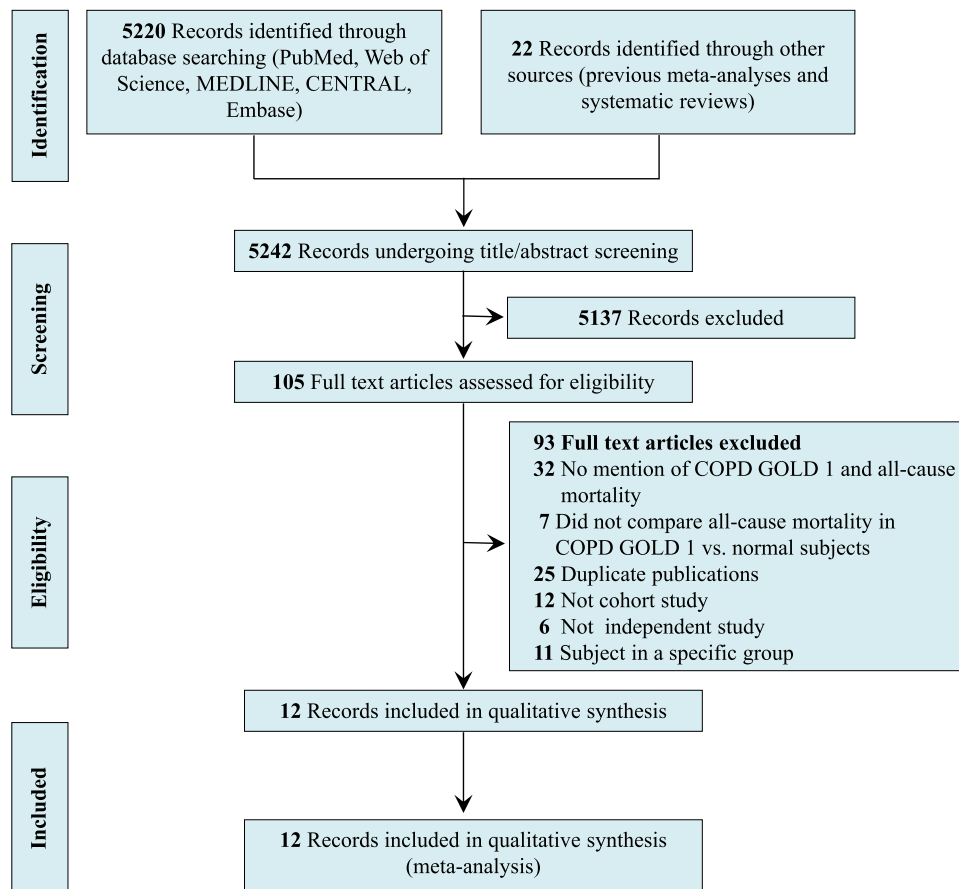 Identification
5220 Records identified through
database searching (PubMed, Web of
Science, MEDLINE, CENTRAL,
Embase)
22 Records identified through other
sources (previous meta-analyses and
systematic reviews)
Screening
5242 Records undergoing title/abstract screening
5137 Records excluded
105 Full text articles assessed for eligibility
Eligibility
93 Full text articles excluded
32 No mention of COPD GOLD 1 and all-cause
mortality
7 Did not compare all-cause mortality in
COPD GOLD 1 vs. normal subjects
25 Duplicate publications
12 Not cohort study
6 Not independent study
11 Subject in a specific group
12 Records included in qualitative synthesis
Included
12 Records included in qualitative synthesis
(meta-analysis)